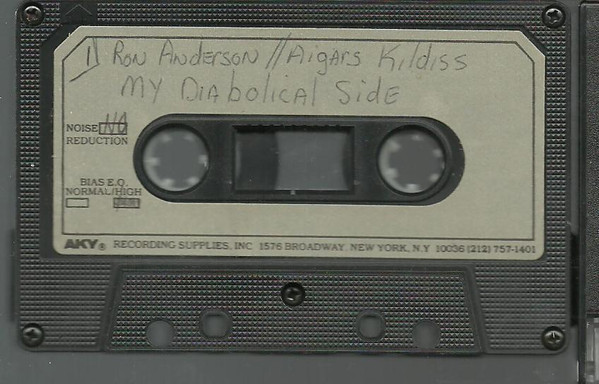 1) Ron Anderson // Aigars Kildiss
My Diabolical Side
NOISE NO
REDUCTION
BIAS E.Q.
NORMAL/HIGH
AKY® RECORDING SUPPLIES, INC 1576 BROADWAY, NEW YORK, N.Y 10036 (212) 757-1401